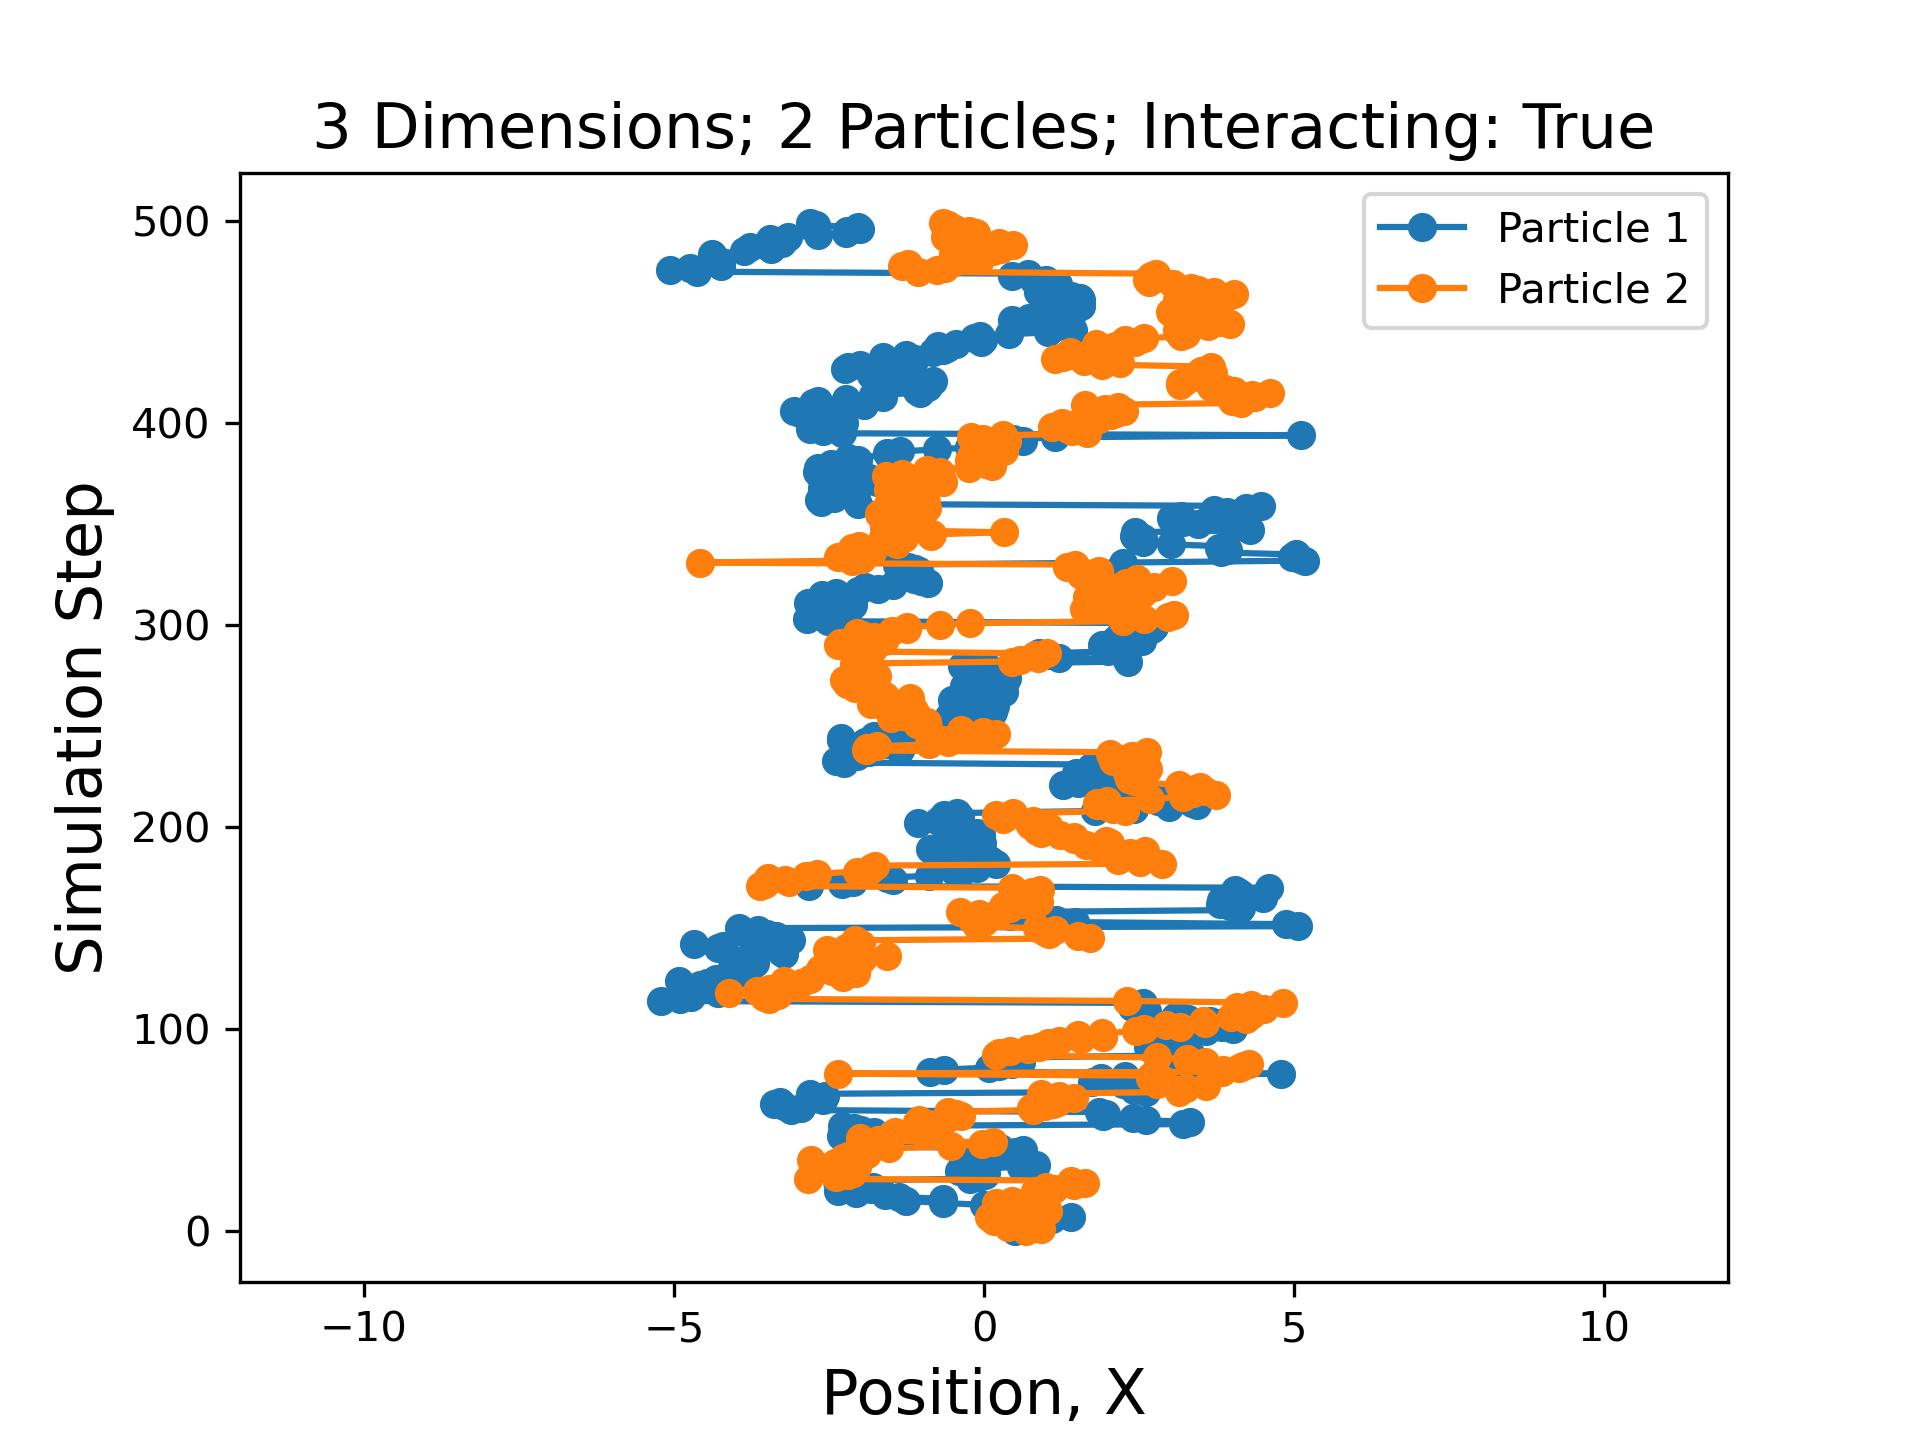 3 Dimensions; 2 Particles; Interacting: True
Particle 1
Particle 2
Simulation Step
500
400
300
200
100
0
−10
−5
0
5
10
Position, X